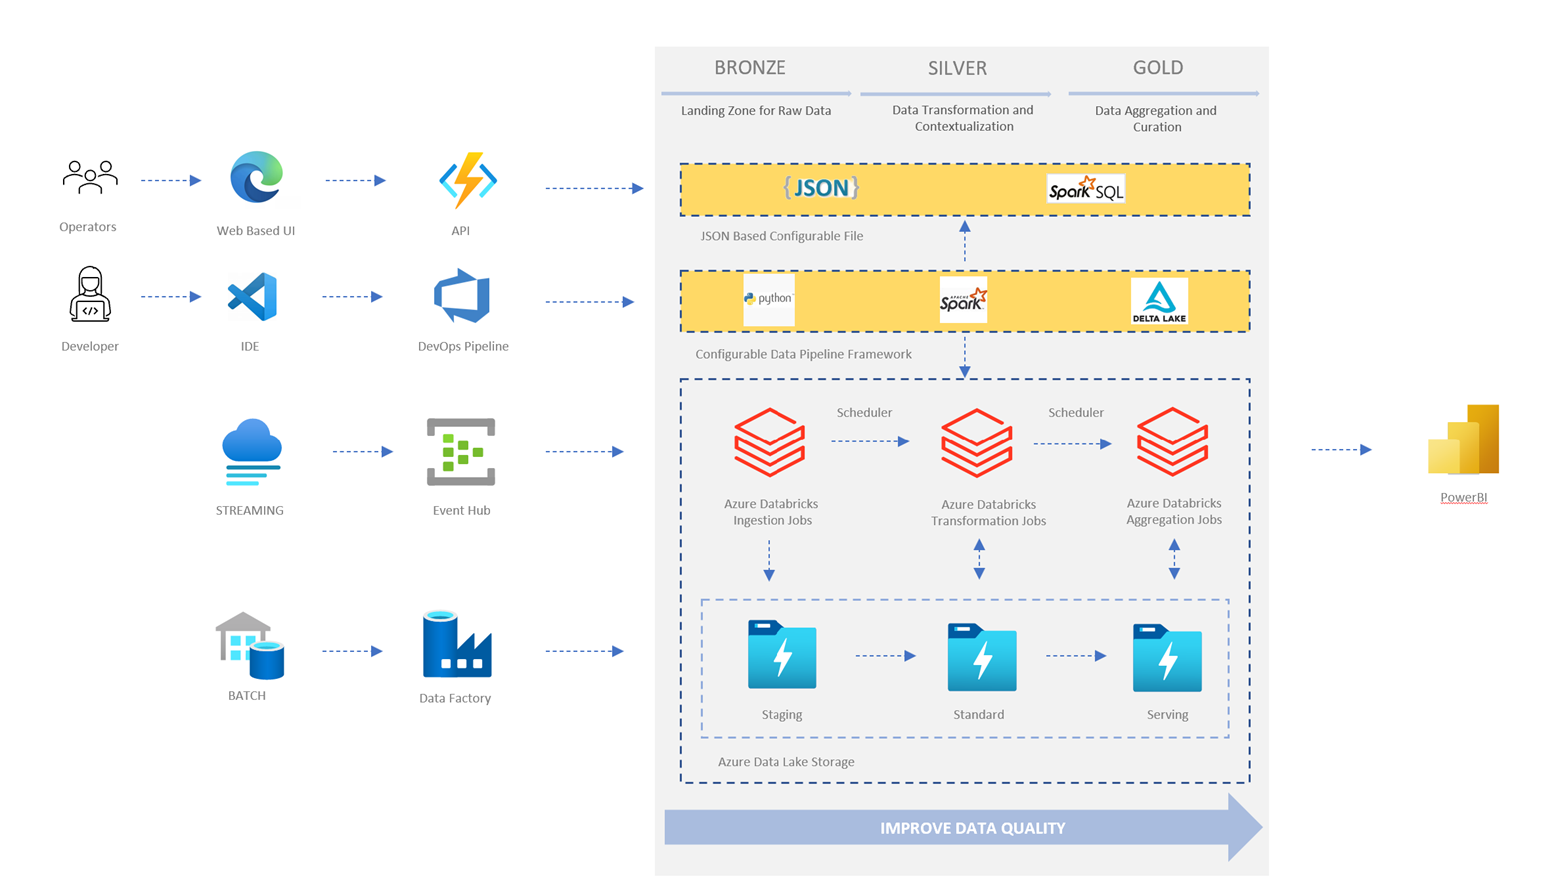 BRONZE
SILVER
GOLD
Landing Zone for Raw Data
Data Transformation and
Contextualization
Data Aggregation and
Curation
{JSON}
Spark SQL
Operators
Web Based UI
API
JSON Based Configurable File
python
APACHE
Spark
DELTA LAKE
Developer
IDE
DevOps Pipeline
Configurable Data Pipeline Framework
Scheduler
Scheduler
STREAMING
Event Hub
Azure Databricks
Ingestion Jobs
Azure Databricks
Transformation Jobs
Azure Databricks
Aggregation Jobs
PowerBI
BATCH
Data Factory
Staging
Standard
Serving
Azure Data Lake Storage
IMPROVE DATA QUALITY